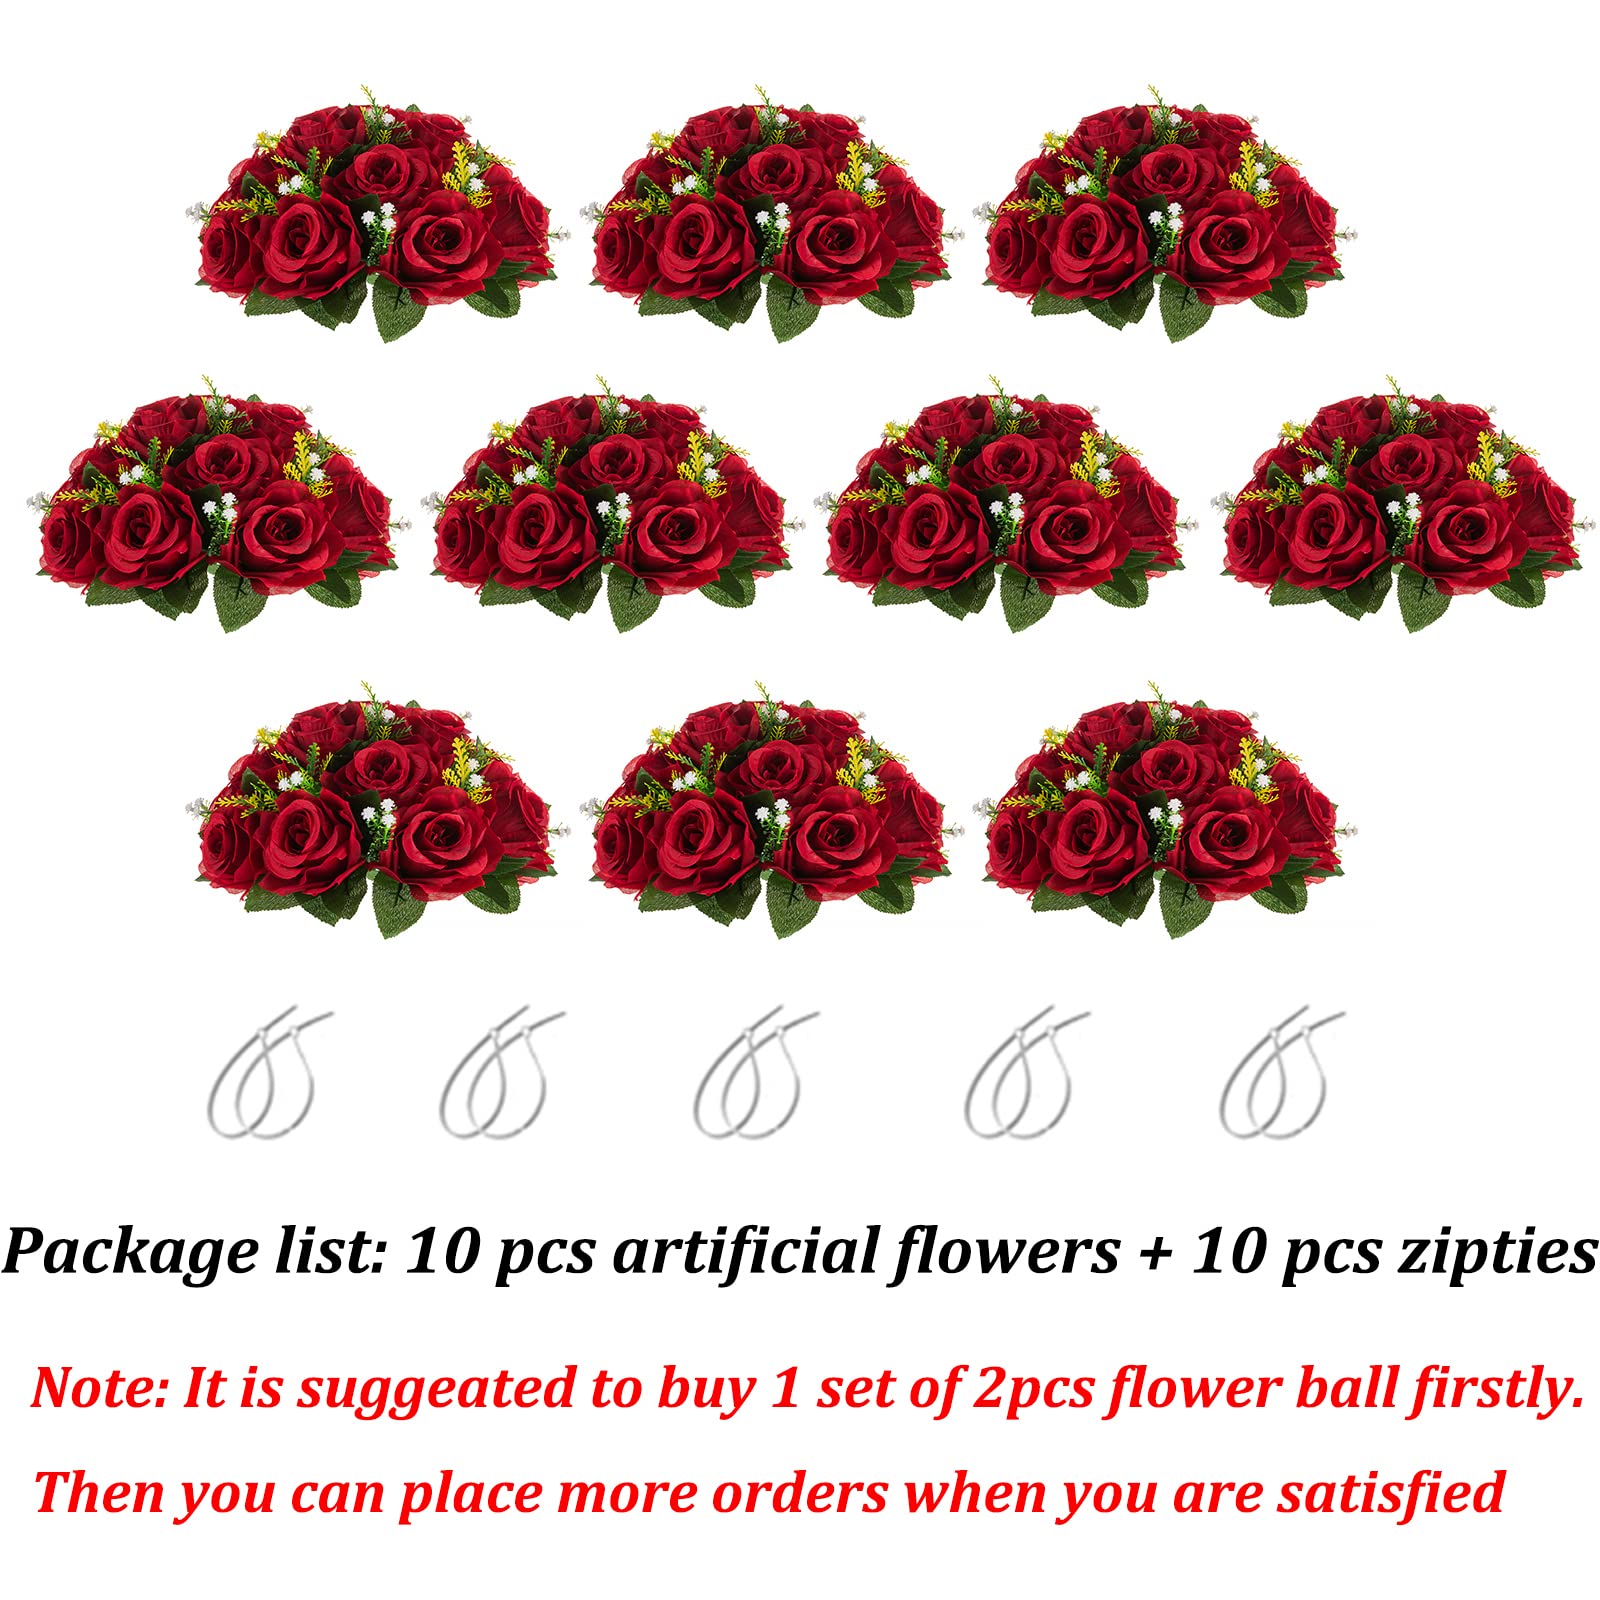 Package list: 10 pcs artificial flowers + 10 pcs zipties
Note: It is suggeated to buy 1 set of 2pcs flower ball firstly.
Then you can place more orders when you are satisfied